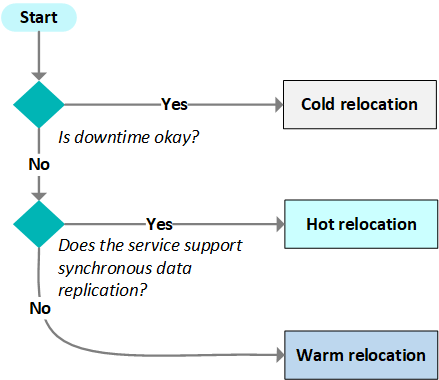 Start
Yes
Cold relocation
Is downtime okay?
No
Yes
Hot relocation
Does the service support
synchronous data
replication?
No
Warm relocation